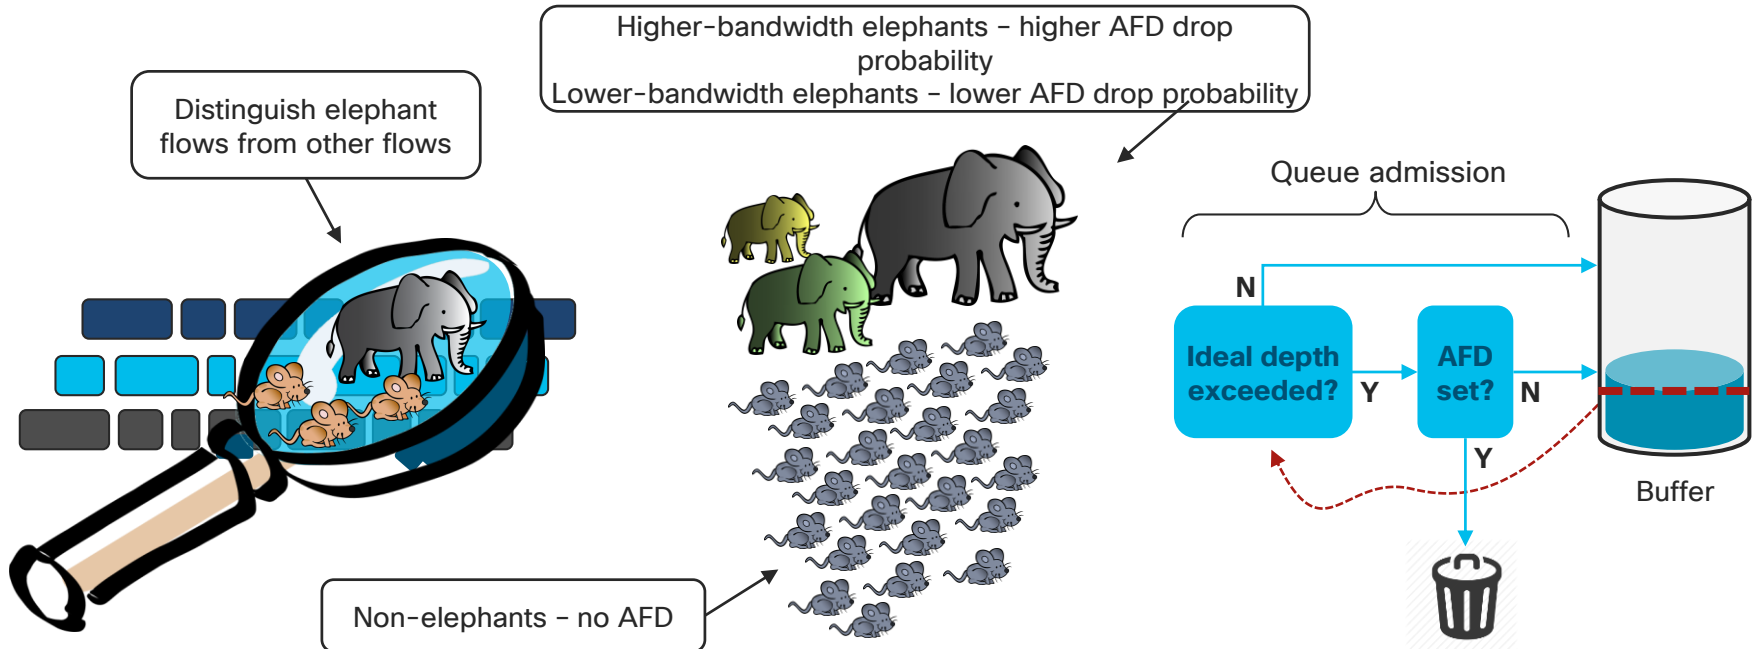 Higher-bandwidth elephants – higher AFD drop
probability
Lower-bandwidth elephants – lower AFD drop probability
Distinguish elephant
flows from other flows
Queue admission
N
Ideal depth
exceeded?
Y
AFD
set?
N
Y
Buffer
Non-elephants – no AFD